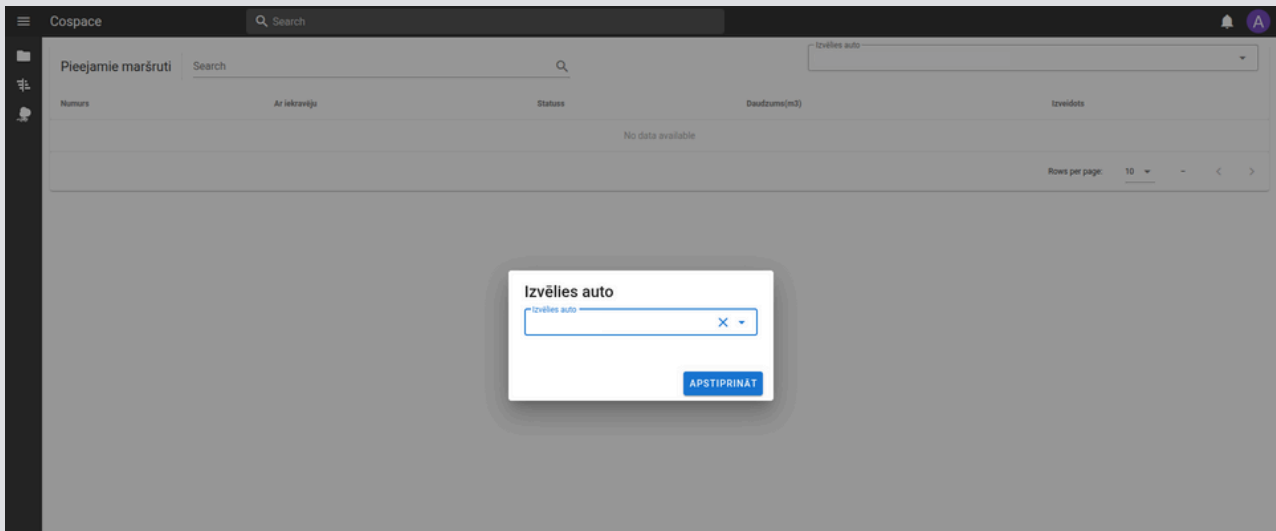 Cospace
Search
A
Izvēlies auto
Pieejamie maršruti
Search
Numurs
Ar iekravēju
Statuss
Daudzums(m3)
Izveidots
No data available
Rows per page:
10
–
Izvēlies auto
Izvēlies auto
APSTIPRINĀT